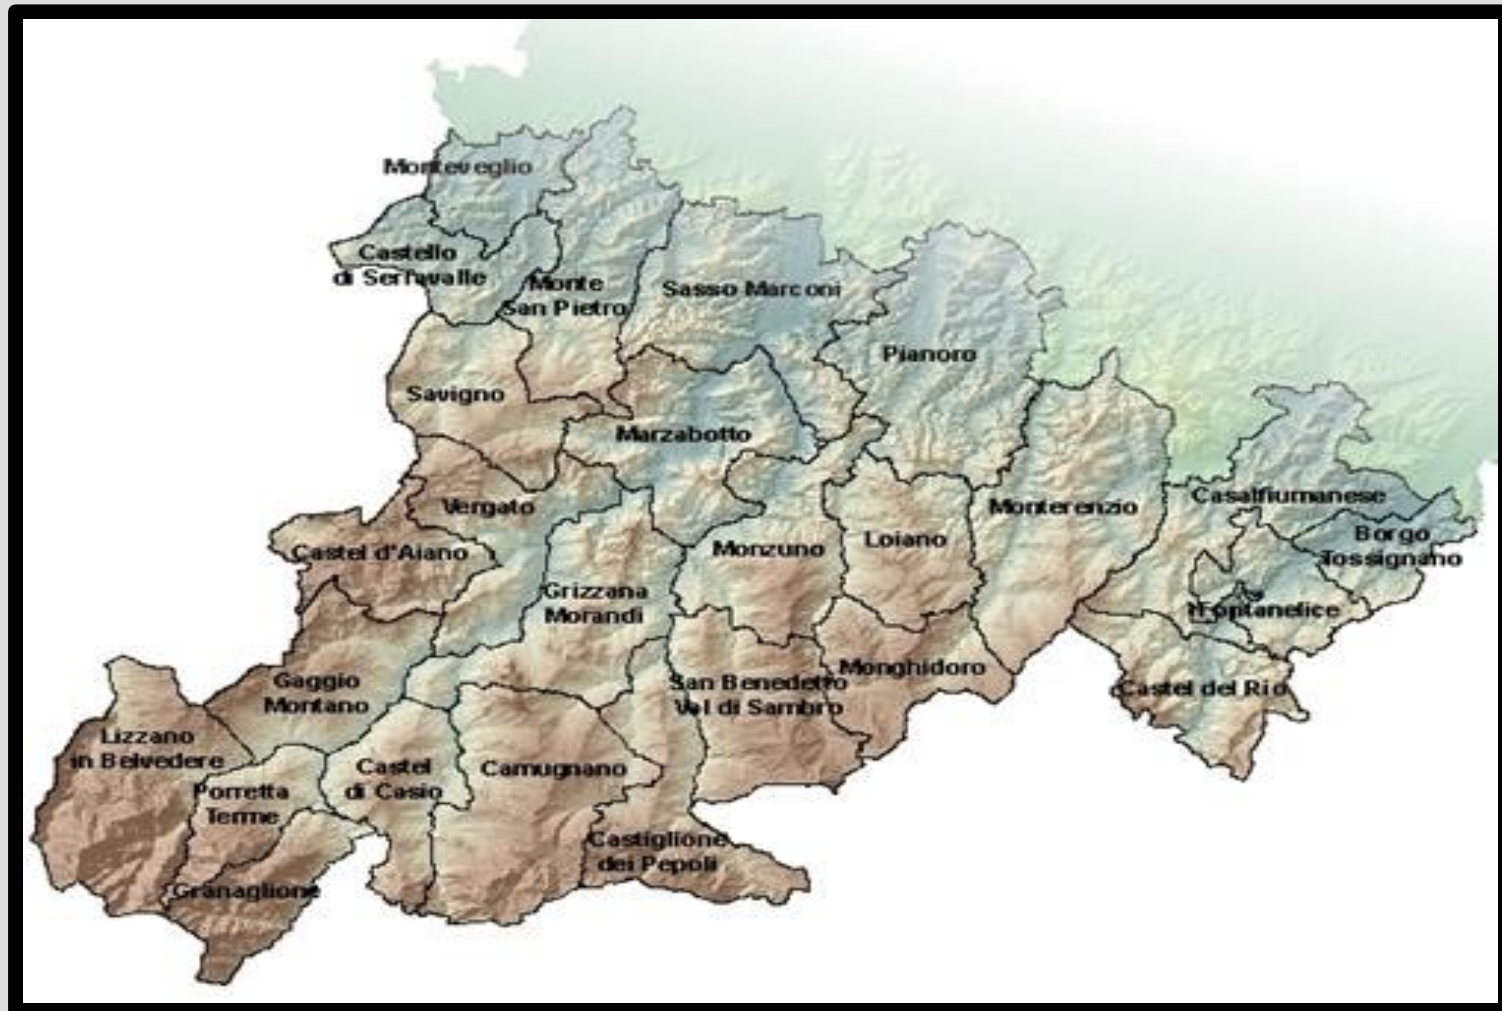 Monteveglio
Castello
di Serravalle
Monte
San Pietro
Sasso Marconi
Pianoro
Savigno
Marzabotto
Vergato
Monterenzio
Casalfiumanese
Castel d'Aiano
Monzuno
Loiano
Borgo
Tossignano
Grizzana
Morandi
Fontanelice
Gaggio
Montano
San Benedetto
Val di Sambro
Monghidoro
Castel del Rio
Lizzano
in Belvedere
Castel
di Casio
Camugnano
Porretta
Terme
Castiglione
dei Pepoli
Granaglione